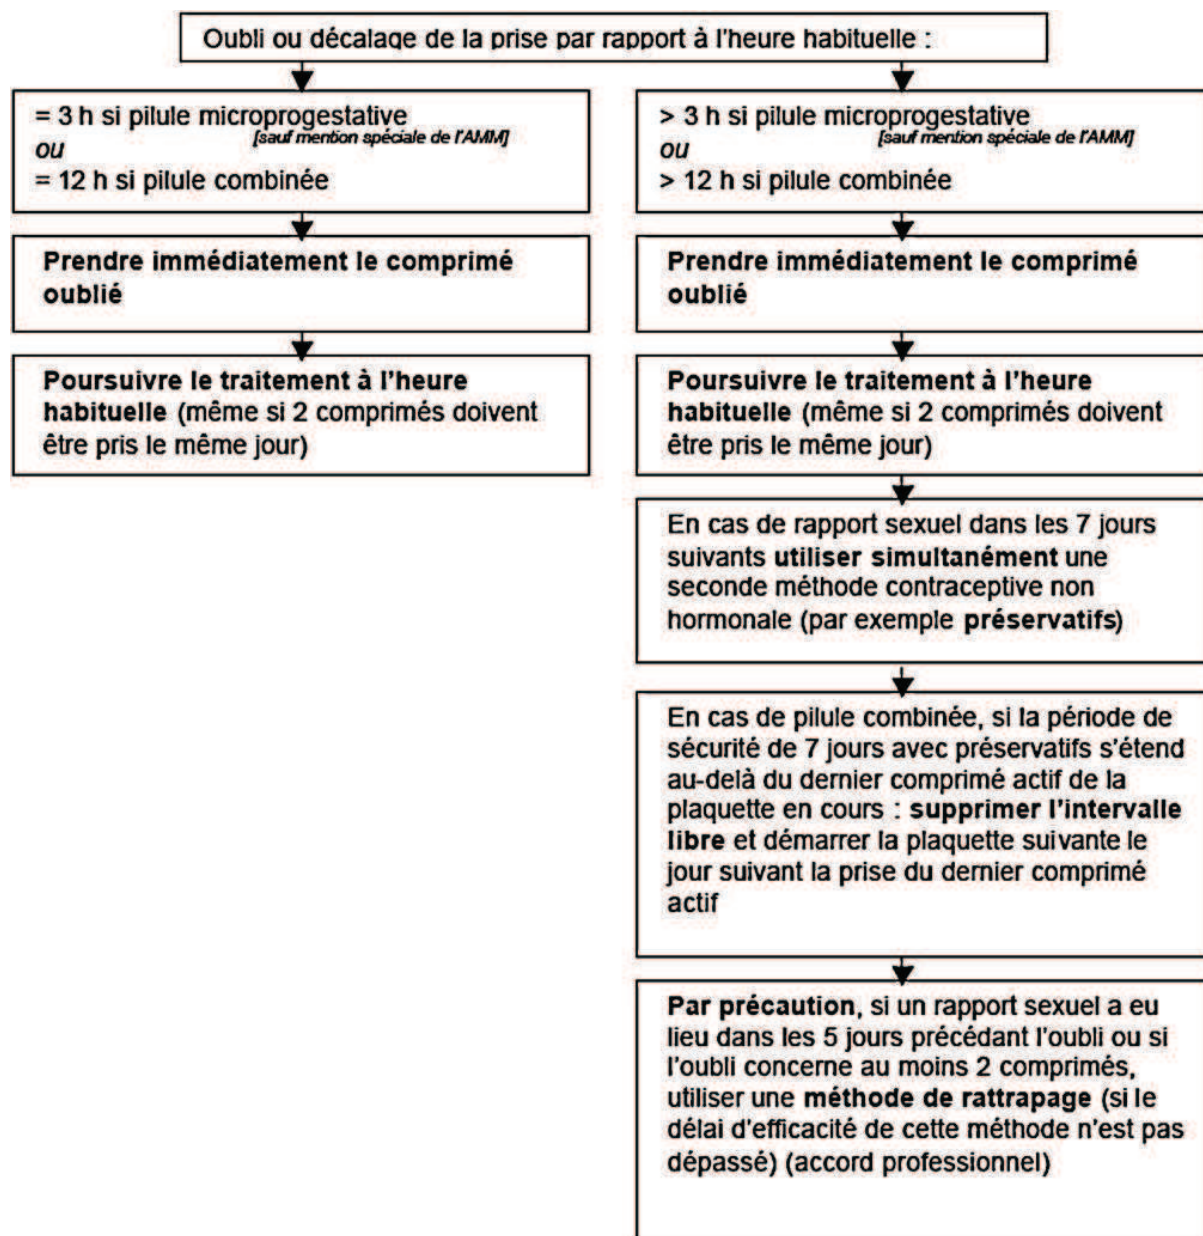 Oubli ou décalage de la prise par rapport à l'heure habituelle :
= 3 h si pilule microprogestative
[sauf mention spéciale de l'AMM]
ou
= 12 h si pilule combinée
Prendre immédiatement le comprimé
oublié
Poursuivre le traitement à l'heure
habituelle (même si 2 comprimés doivent
être pris le même jour)
> 3 h si pilule microprogestative
[sauf mention spéciale de l'AMM]
ou
> 12 h si pilule combinée
Prendre immédiatement le comprimé
oublié
Poursuivre le traitement à l'heure
habituelle (même si 2 comprimés doivent
être pris le même jour)
En cas de rapport sexuel dans les 7 jours
suivants utiliser simultanément une
seconde méthode contraceptive non
hormonale (par exemple préservatifs)
En cas de pilule combinée, si la période de
sécurité de 7 jours avec préservatifs s'étend
au-delà du dernier comprimé actif de la
plaquette en cours : supprimer l'intervalle
libre et démarrer la plaquette suivante le
jour suivant la prise du dernier comprimé
actif
Par précaution, si un rapport sexuel a eu
lieu dans les 5 jours précédant l'oubli ou si
l'oubli concerne au moins 2 comprimés,
utiliser une méthode de rattrapage (si le
délai d'efficacité de cette méthode n'est pas
dépassé) (accord professionnel)